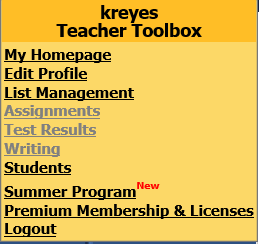 kreyes
Teacher Toolbox
My Homepage
Edit Profile
List Management
Assignments
Test Results
Writing
Students
Summer Program New
Premium Membership & Licenses
Logout